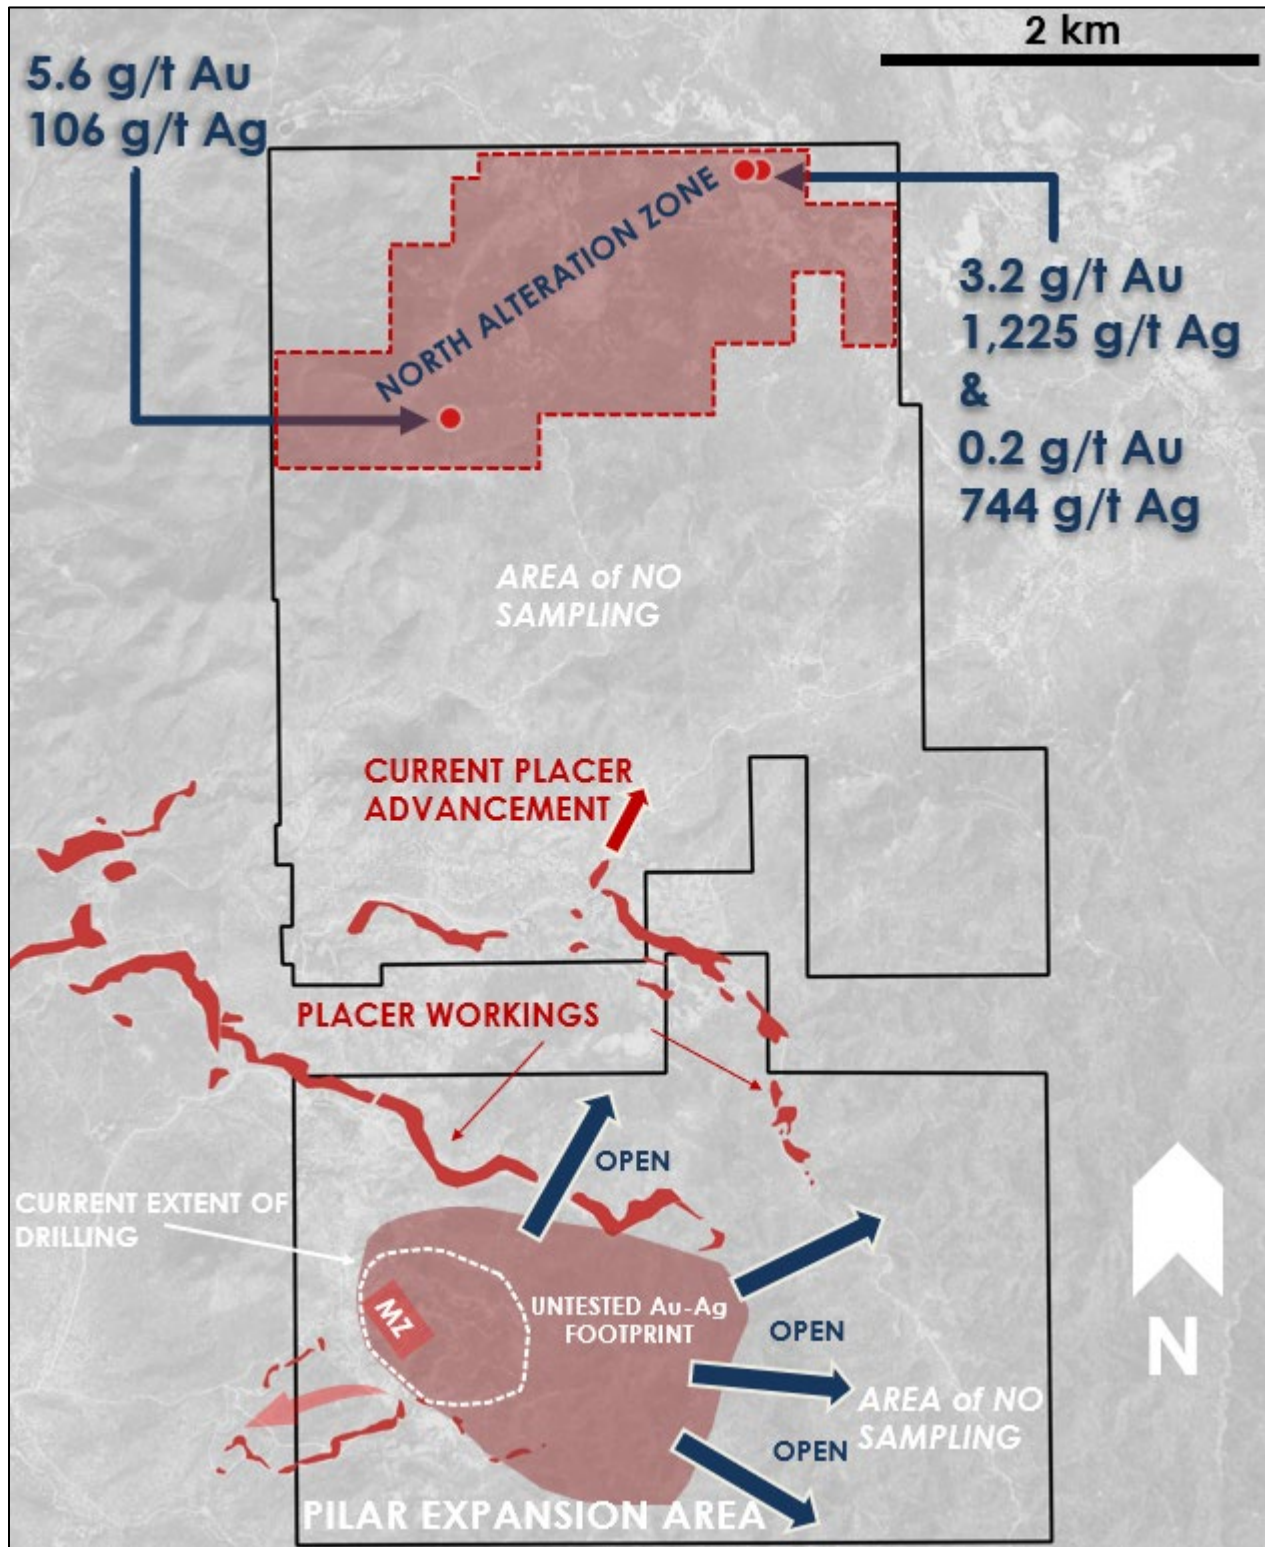 2 km
5.6 g/t Au
106 g/t Ag
NORTH ALTERATION ZONE
3.2 g/t Au
1,225 g/t Ag
&
0.2 g/t Au
744 g/t Ag
AREA of NO
SAMPLING
CURRENT PLACER
ADVANCEMENT
PLACER WORKINGS
OPEN
CURRENT EXTENT OF
DRILLING
MZ
UNTESTED Au-Ag
FOOTPRINT
OPEN
N
AREA of NO
SAMPLING
OPEN
PILAR EXPANSION AREA